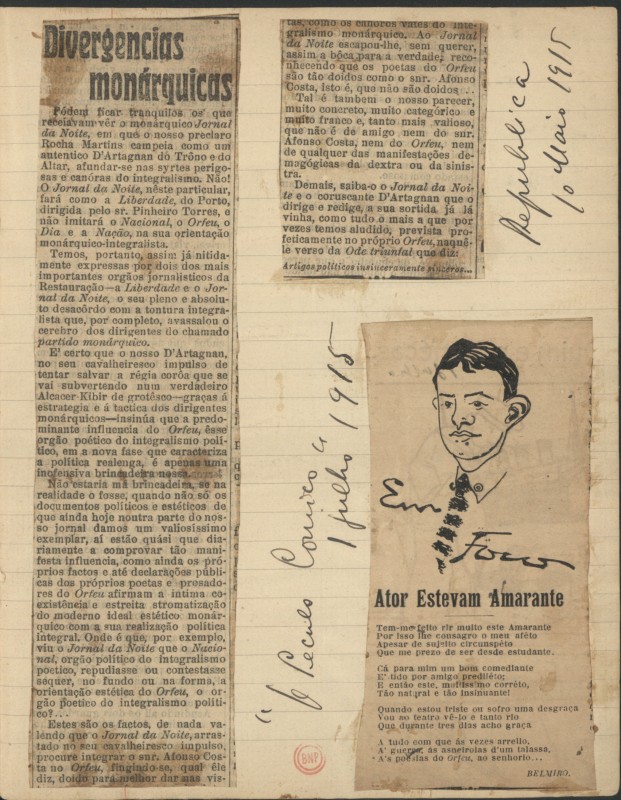 Divergencias
monárquicas
Pódem ficar tranquilos os que
receiavam vêr o monárquico Jornal
da Noite, em que o nosso preclaro
Rocha Martins campeia como um
autentico D'Artagnan do Trôno e do
Altar, afundar-se nas syrtes perigo-
sas e canóras do integralismo. Não!
O Jornal da Noite, nêste particular,
fará como a Liberdade, do Porto,
dirigida pelo sr. Pinheiro Torres, e
não imitará o Nacional, o Orfeu, o
Dia e a Nação, na sua orientação
monárquico-integralista.
Temos, portanto, assim já nitida-
mente expressas por dois dos mais
importantes orgãos jornalisticos da
Restauração—a Liberdade e o Jor-
nal da Noite, o seu pleno e absolu-
to desacôrdo com a tontura integra-
lista que, por completo, avassalou o
cerebro dos dirigentes do chamado
partido monárquico.
E' certo que o nosso D'Artagnan,
no seu cavalheiresco impulso de
tentar salvar a régia corôa que se
vai subvertendo num verdadeiro
Alcacer-Kibir de grotêsco—graças á
estrategia e á tactica dos dirigentes
monárquicos—insinúa que a predo-
minante influencia do Orfeu, êsse
orgão poético do integralismo poli-
tico, em a nova fase que caracteriza
a politica realenga, é apenas uma
inofensiva brincadeira nossa.
Não estaria má brincadeira, se na
realidade o fosse, quando não só os
documentos politicos e estéticos de
que ainda hoje noutra parte do nos-
so jornal damos um valiosissimo
exemplar, aí estão quási que dia-
riamente a comprovar tão mani-
festa influencia, como ainda os pró-
prios factos e até declarações públi-
cas dos próprios poetas e prosado-
res do Orfeu afirmam a intima co-
existência e estreita stromatização
do moderno ideal estético monár-
quico com a sua realização politica
integral. Onde é que, por exemplo,
viu o Jornal da Noite que o Nacio-
nal, orgão politico do integralismo
poetico, repudiasse ou contestasse
sequer, no fundo ou na forma, a
orientação estética do Orfeu, o or-
gão poetico do integralismo politi-
co?...
Estes são os factos, de nada va-
lendo que o Jornal da Noite, arras-
tado no seu cavalheiresco impulso,
procure integrar o snr. Afonso Cos-
ta no Orfeu, fingindo-se, qual êle
diz, doido para melhor dar nas vis-
tas, como os canoros vates do inte-
gralismo monárquico. Ao Jornal
da Noite escapou-lhe, sem querer,
assim a bôca para a verdade, reco-
nhecendo que os poetas do Orfeu
são tão doidos como o snr. Afonso
Costa, isto é, que não são doidos...
Tal é tambem o nosso parecer,
muito concreto, muito categórico e
muito franco e, tanto mais valioso,
que não é de amigo nem do snr.
Afonso Costa, nem do Orfeu, nem
de qualquer das manifestações de-
magógicas da dextra ou da sinis-
tra.
Demais, saiba-o o Jornal da Noi-
te e o coruscante D'Artagnan que o
dirige e redige, a sua sortida, já lá
vinha, como tudo o mais a que por
vezes temos aludido, prevista pro-
feticamente no próprio Orfeu, naquê-
le verso da Ode triunfal que diz:
Artigos politicos insinceramente sinceros...
Republica
10 Maio 1915
"O Seculo Comico"
1 julho 1915
Em
Foco
Ator Estevam Amarante
Tem-me feito rir muito este Amarante
Por isso lhe consagro o meu aféto
Apesar de sujeito circunspéto
Que me prezo de ser desde estudante.
Cá para mim um bom comediante
E' tido por amigo predileto;
E então este, moitissimo corréto,
Tão natural e tão insinuante!
Quando estou triste ou sofro uma desgraça
Vou ao teatro vê-lo e tanto rio
Que durante tres dias acho graça
A tudo com que ás vezes arrelio,
A' guerra, ás asneirolas d'um talassa,
A's poesias do Orfeu, ao senhorio...
BELMIRO.
BNP